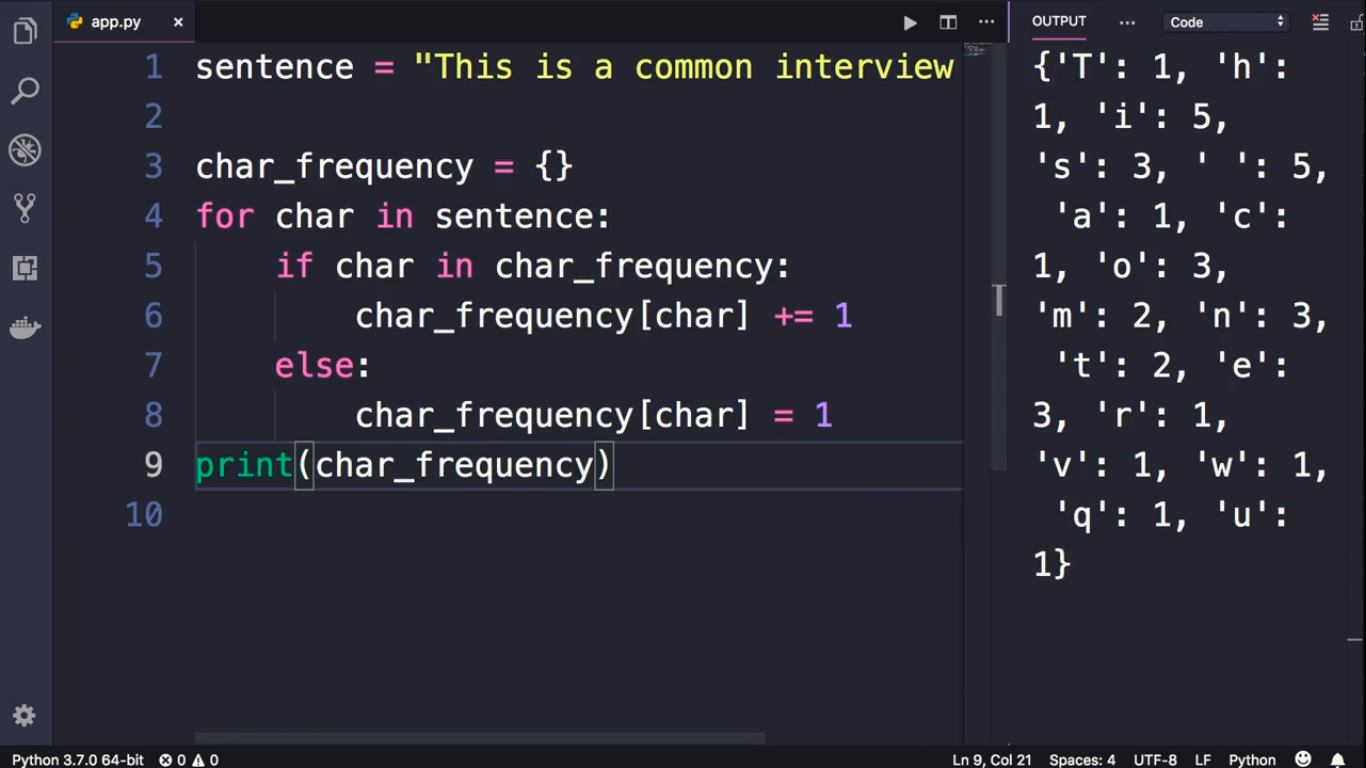 app.py
1 sentence = "This is a common interview
2
3 char_frequency = {}
4 for char in sentence:
5     if char in char_frequency:
6         char_frequency[char] += 1
7     else:
8         char_frequency[char] = 1
9 print(char_frequency)
10
OUTPUT
Code
{'T': 1, 'h':
1, 'i': 5,
's': 3, ' ': 5,
 'a': 1, 'c':
1, 'o': 3,
'm': 2, 'n': 3,
 't': 2, 'e':
3, 'r': 1,
'v': 1, 'w': 1,
 'q': 1, 'u':
1}
Python 3.7.0 64-bit 0 0 Ln 9, Col 21 Spaces: 4 UTF-8 LF Python